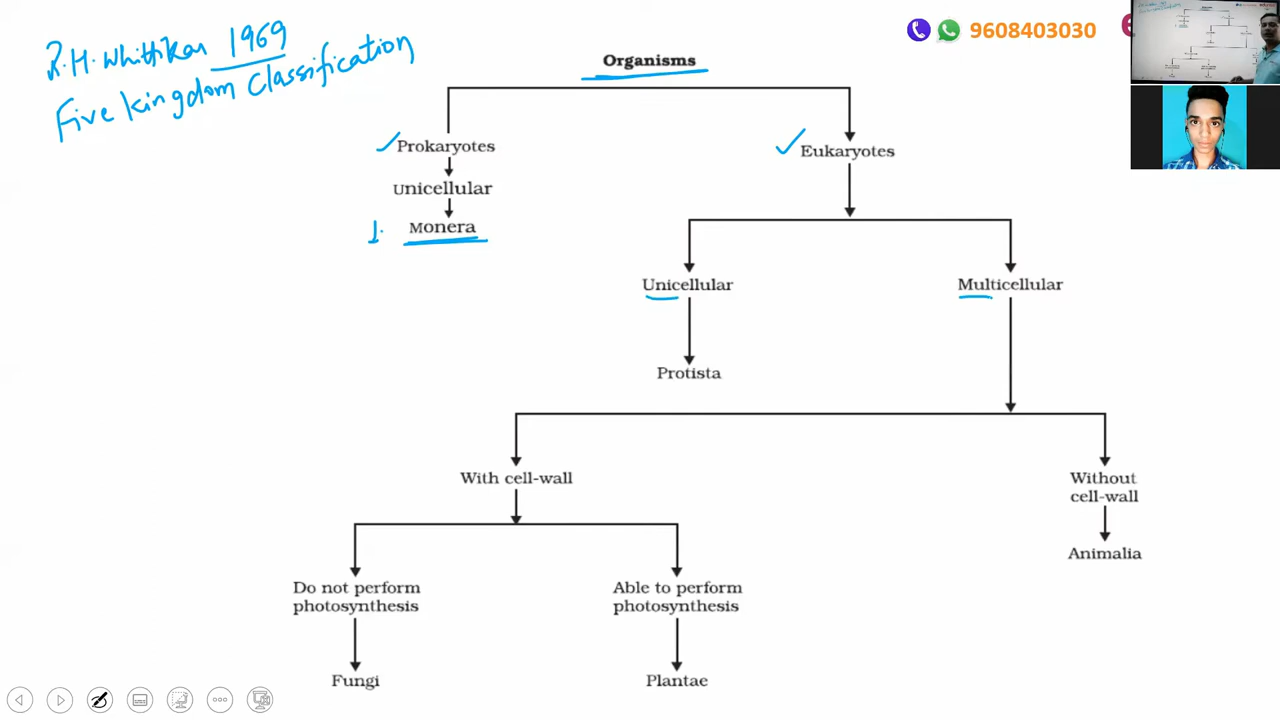 R.H. Whittikar 1969
Five kingdom Classification
9608403030
Organisms
Prokaryotes
Eukaryotes
Unicellular
1. Monera
Unicellular
Multicellular
Protista
With cell-wall
Without
cell-wall
Animalia
Do not perform
photosynthesis
Able to perform
photosynthesis
Fungi
Plantae